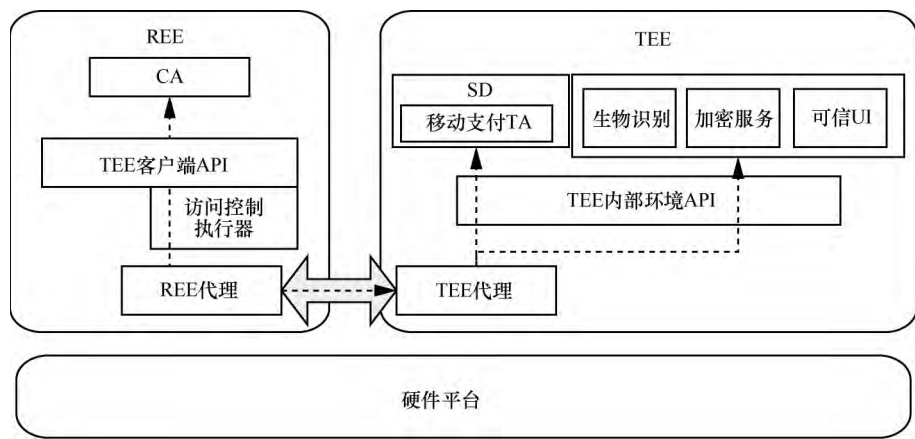 REE
CA
TEE客户端API
访问控制
执行器
REE代理
TEE
SD
移动支付TA
生物识别
加密服务
可信UI
TEE内部环境API
TEE代理
硬件平台